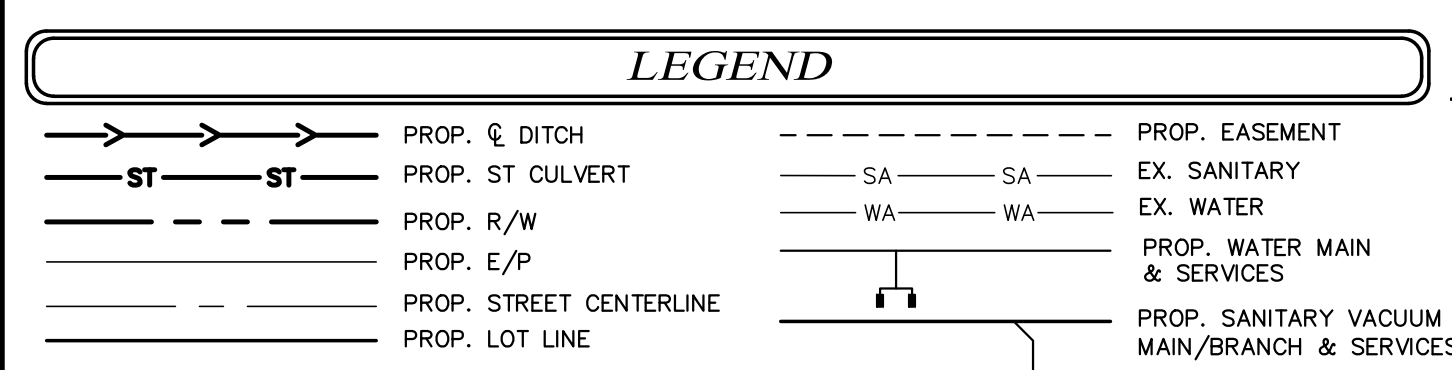 LEGEND
PROP. ℄ DITCH
ST ST PROP. ST CULVERT
PROP. R/W
PROP. E/P
PROP. STREET CENTERLINE
PROP. LOT LINE
PROP. EASEMENT
SA SA EX. SANITARY
WA WA EX. WATER
PROP. WATER MAIN
& SERVICES
PROP. SANITARY VACUUM
MAIN/BRANCH & SERVICES